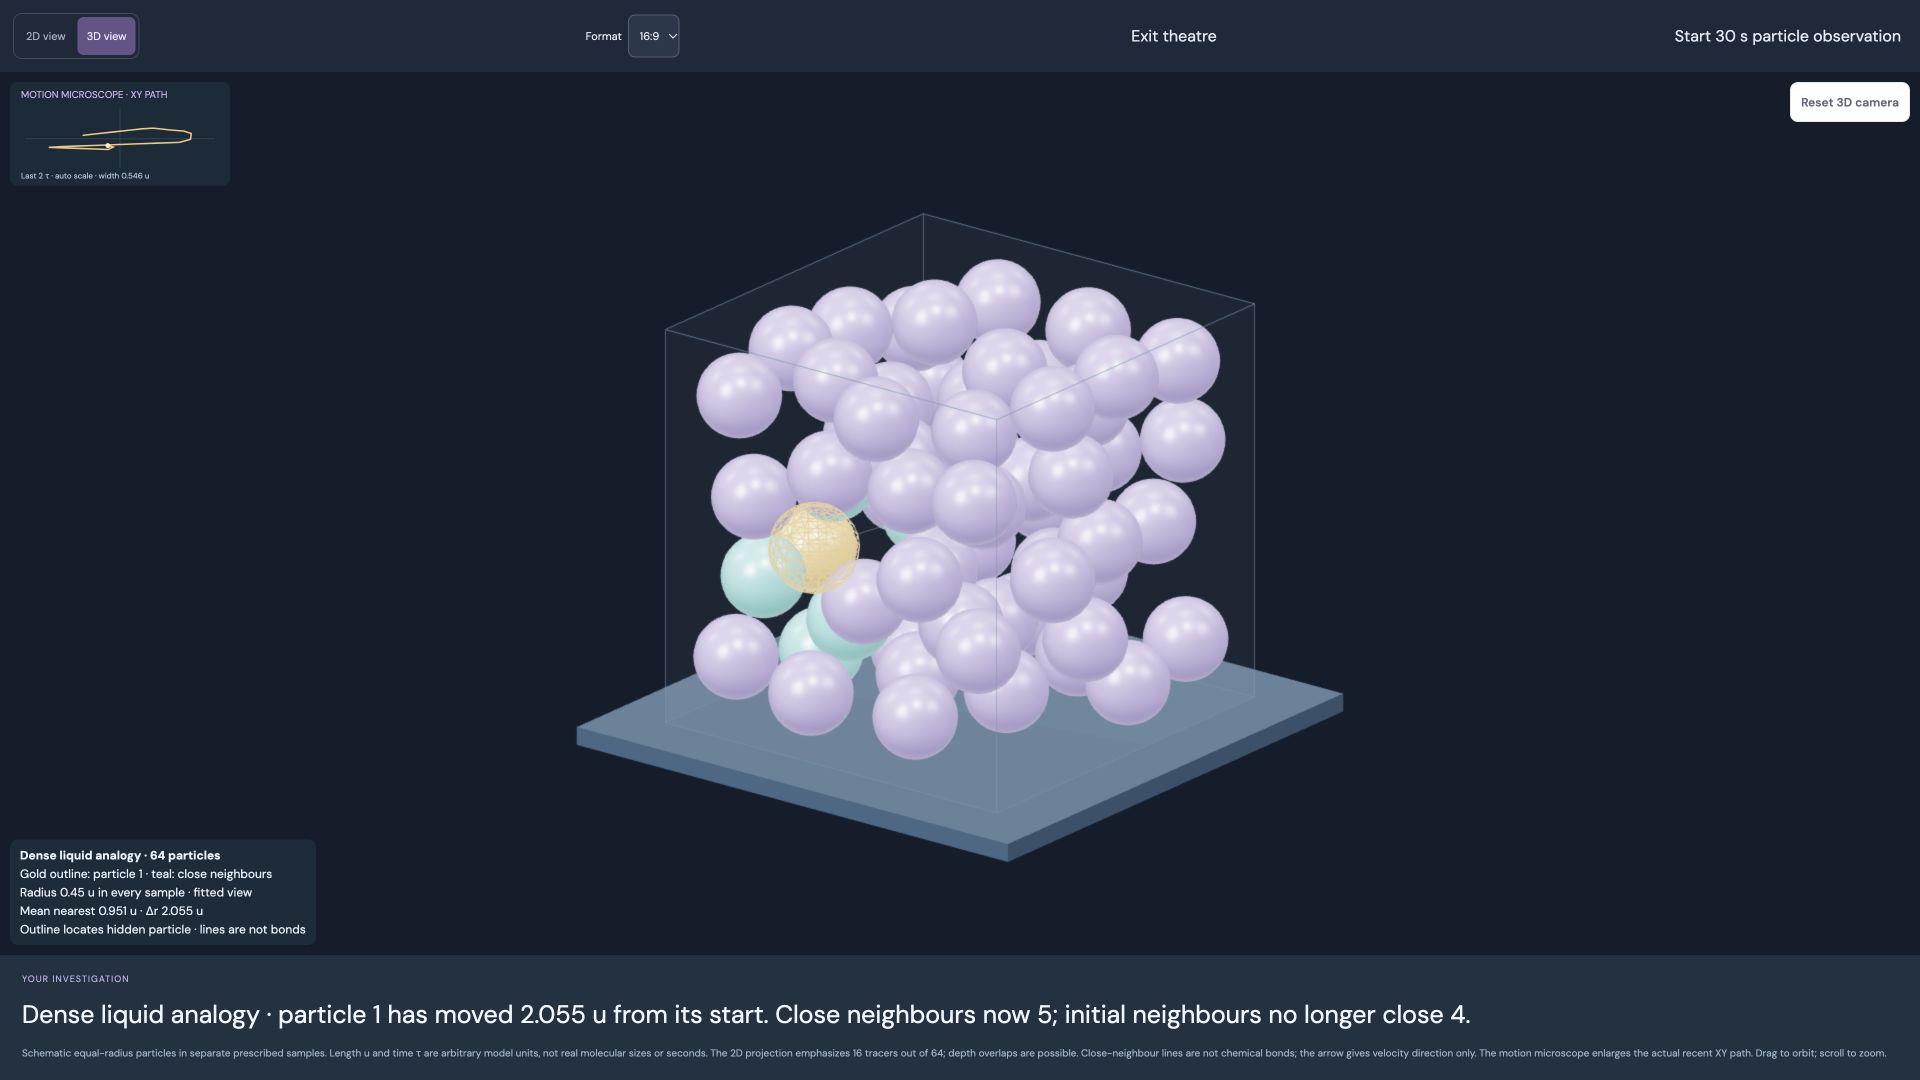 2D view
3D view
Format
16:9
Exit theatre
Start 30 s particle observation
MOTION MICROSCOPE · XY PATH
Last 2 τ · auto scale · width 0.546 u
Reset 3D camera
Dense liquid analogy · 64 particles
Gold outline: particle 1 · teal: close neighbours
Radius 0.45 u in every sample · fitted view
Mean nearest 0.951 u · Δr 2.055 u
Outline locates hidden particle · lines are not bonds
YOUR INVESTIGATION
Dense liquid analogy · particle 1 has moved 2.055 u from its start. Close neighbours now 5; initial neighbours no longer close 4.
Schematic equal-radius particles in separate prescribed samples. Length u and time τ are arbitrary model units, not real molecular sizes or seconds. The 2D projection emphasizes 16 tracers out of 64; depth overlaps are possible. Close-neighbour lines are not chemical bonds; the arrow gives velocity direction only. The motion microscope enlarges the actual recent XY path. Drag to orbit; scroll to zoom.